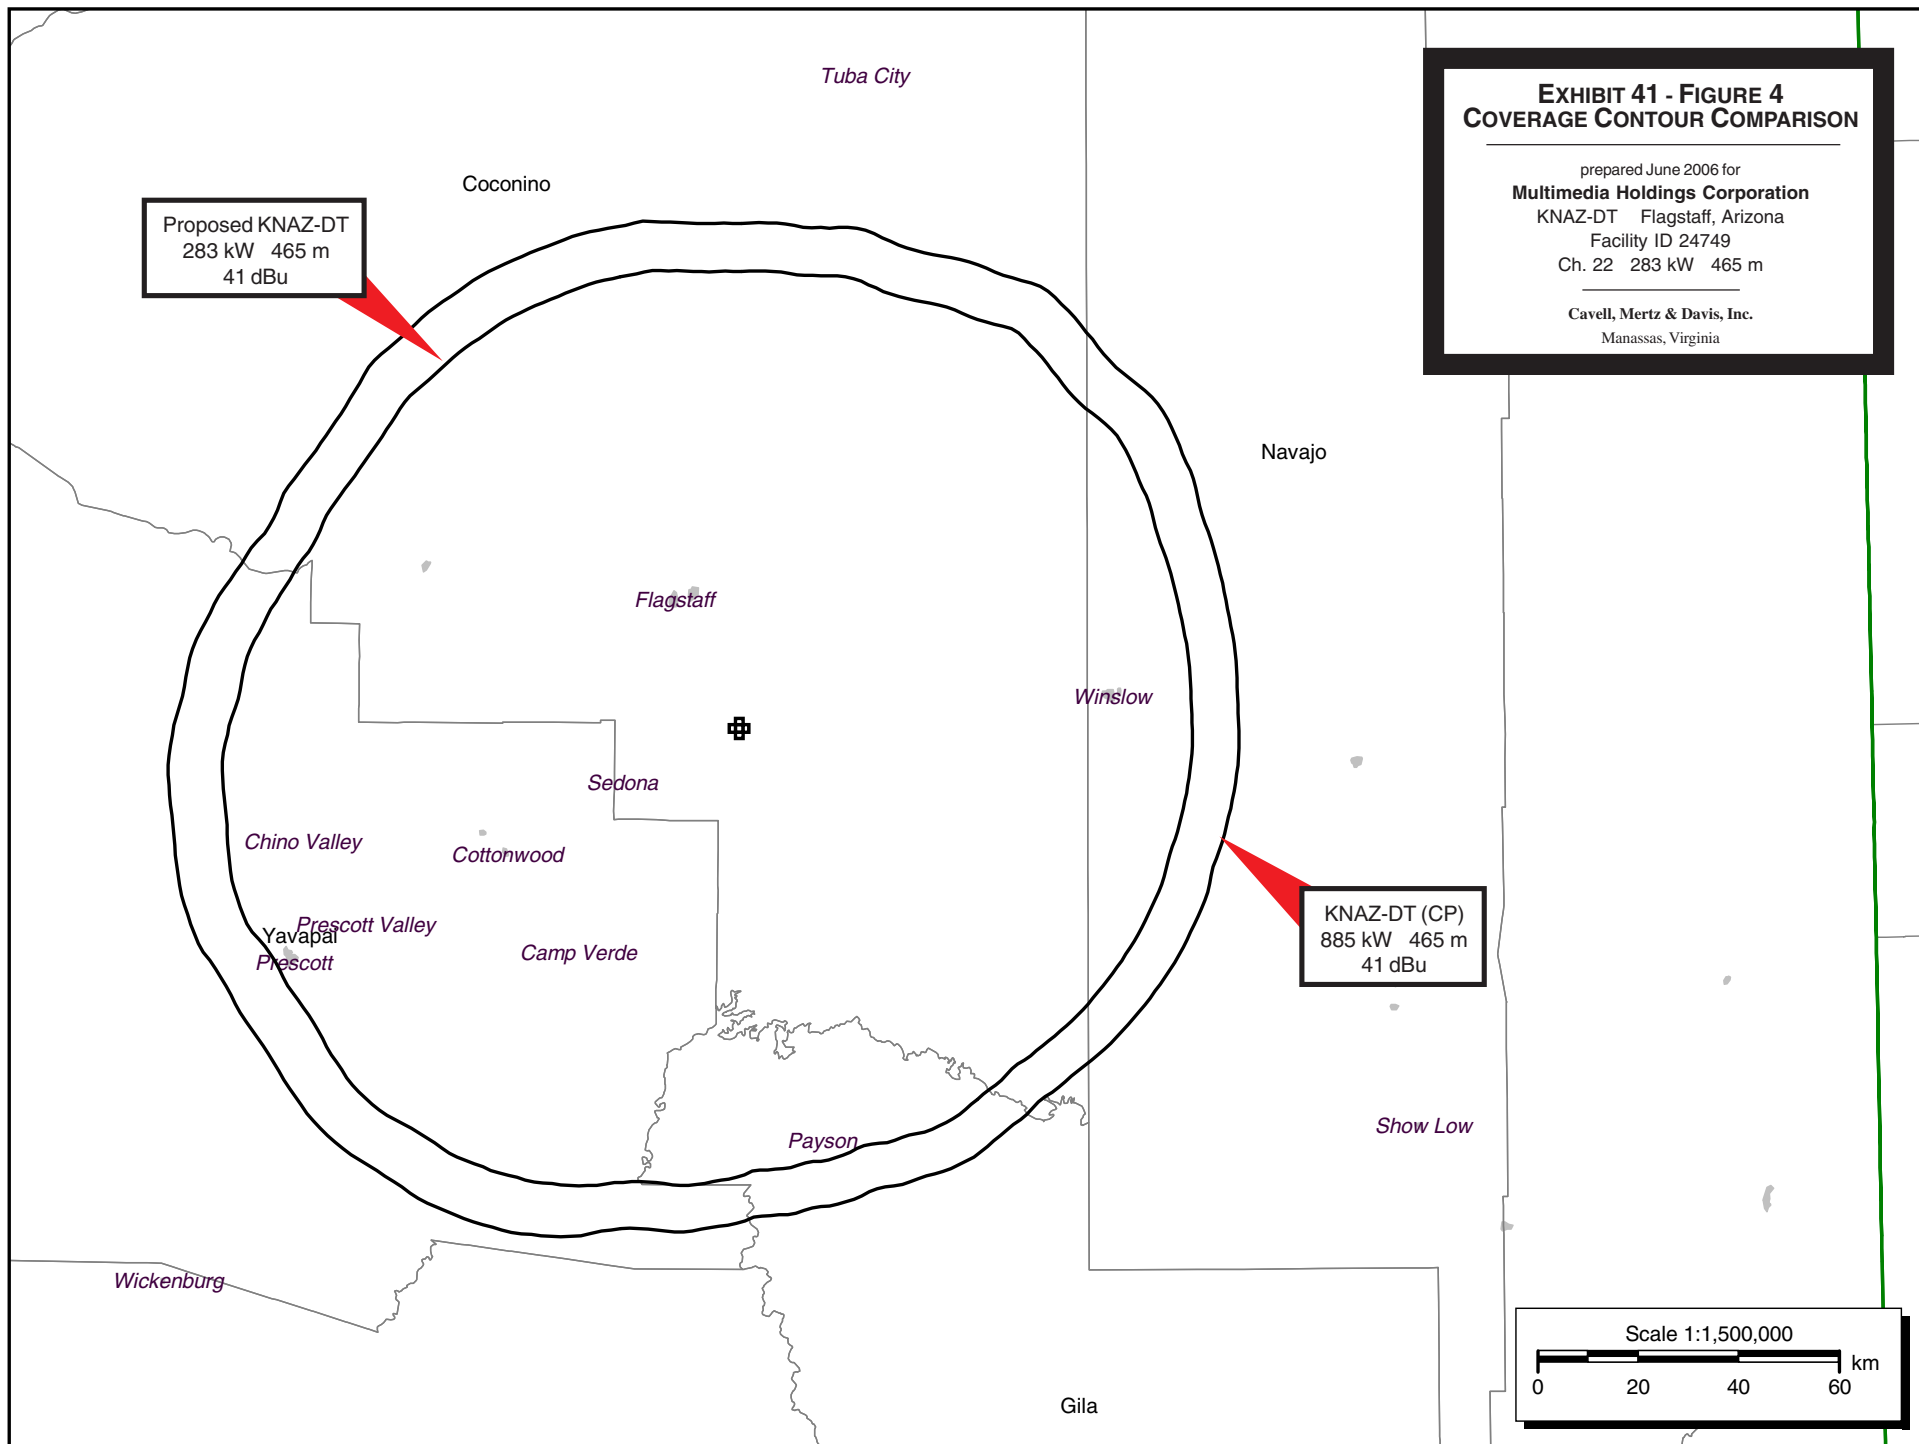 Tuba City
EXHIBIT 41 - FIGURE 4
COVERAGE CONTOUR COMPARISON
prepared June 2006 for
Multimedia Holdings Corporation
KNAZ-DT Flagstaff, Arizona
Facility ID 24749
Ch. 22 283 kW 465 m
Cavell, Mertz & Davis, Inc.
Manassas, Virginia
Coconino
Proposed KNAZ-DT
283 kW 465 m
41 dBu
Navajo
Flagstaff
Winslow
Sedona
Chino Valley
Cottonwood
Prescott Valley
Yavapai
Prescott
Camp Verde
KNAZ-DT (CP)
885 kW 465 m
41 dBu
Payson
Show Low
Wickenburg
Gila
Scale 1:1,500,000
km
0 20 40 60